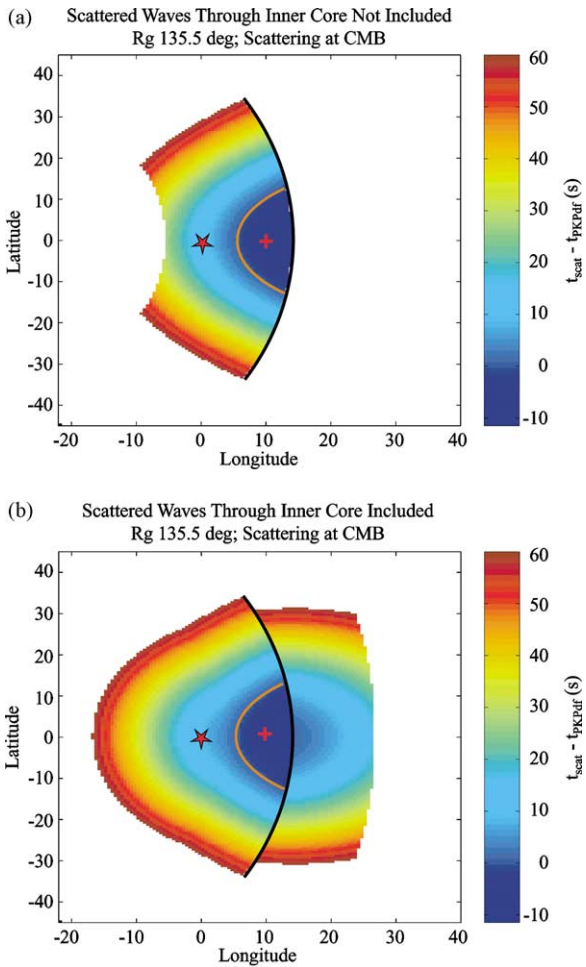 (a) Scattered Waves Through Inner Core Not Included
Rg 135.5 deg; Scattering at CMB
40
30
20
10
0
-10
-20
-30
-40
Latitude
-20 -10 0 10 20 30 40
Longitude
60
50
40
30
20
10
0
-10
t_scat - t_PKPdf (s)
(b) Scattered Waves Through Inner Core Included
Rg 135.5 deg; Scattering at CMB
40
30
20
10
0
-10
-20
-30
-40
Latitude
-20 -10 0 10 20 30 40
Longitude
60
50
40
30
20
10
0
-10
t_scat - t_PKPdf (s)